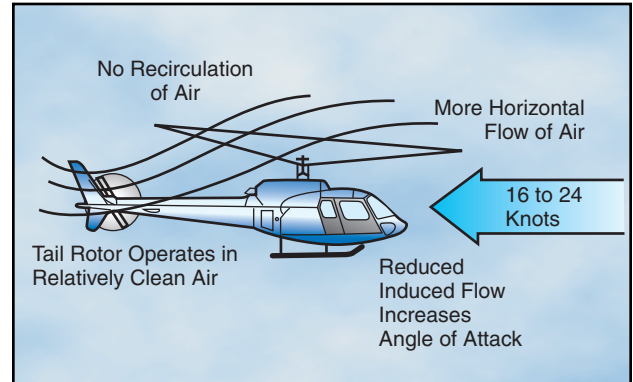 No Recirculation
of Air
More Horizontal
Flow of Air
16 to 24
Knots
Tail Rotor Operates in
Relatively Clean Air
Reduced
Induced Flow
Increases
Angle of Attack